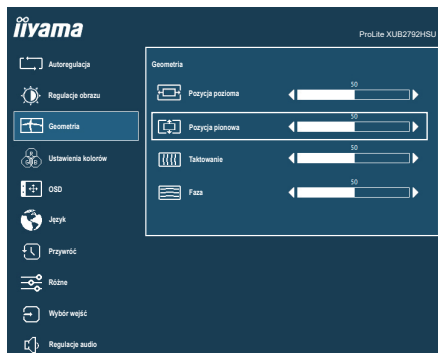 iiyama
ProLite XUB2792HSU
Autoregulacja
Regulacje obrazu
Geometria
Ustawienia kolorów
R
G B
OSD
Język
Przywróć
Różne
Wybór wejść
Regulacje audio
Geometria
Pozycja pozioma
50
Pozycja pionowa
50
Taktowanie
50
Faza
50